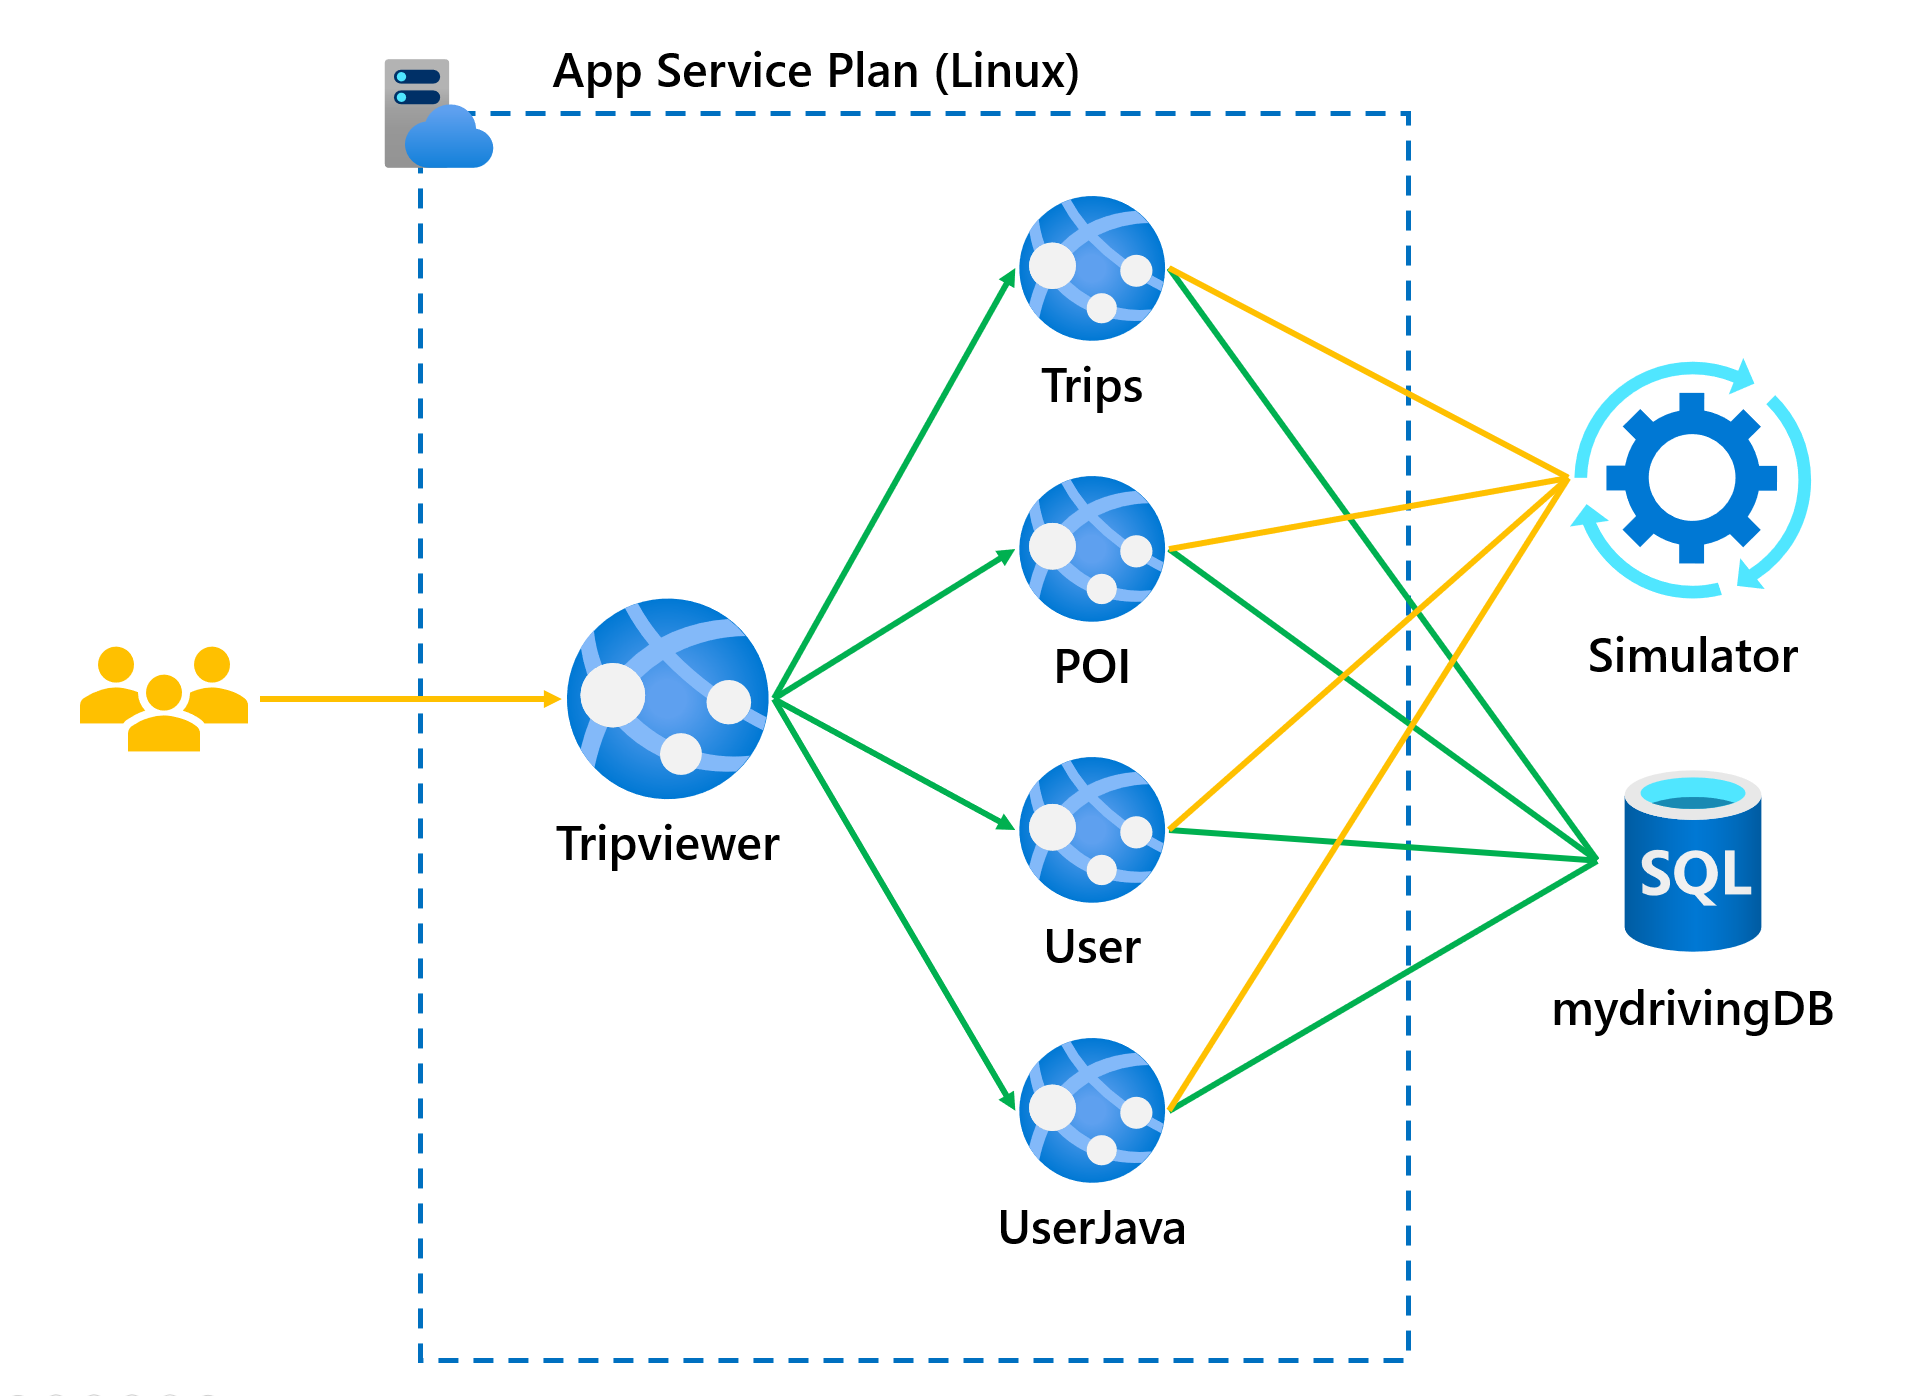 App Service Plan (Linux)
Trips
POI
Simulator
Tripviewer
SQL
User
mydrivingDB
UserJava